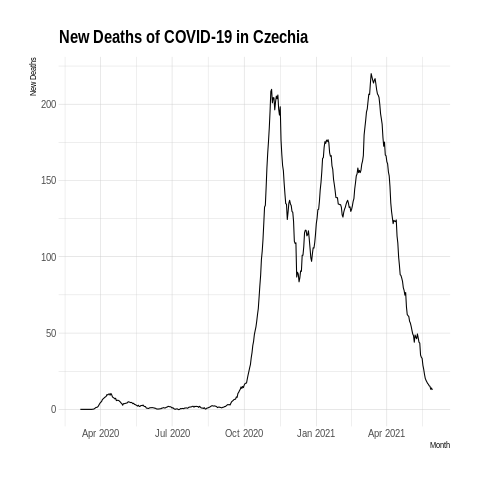 New Deaths of COVID-19 in Czechia
New Deaths
200
150
100
50
0
Apr 2020 Jul 2020 Oct 2020 Jan 2021 Apr 2021
Month